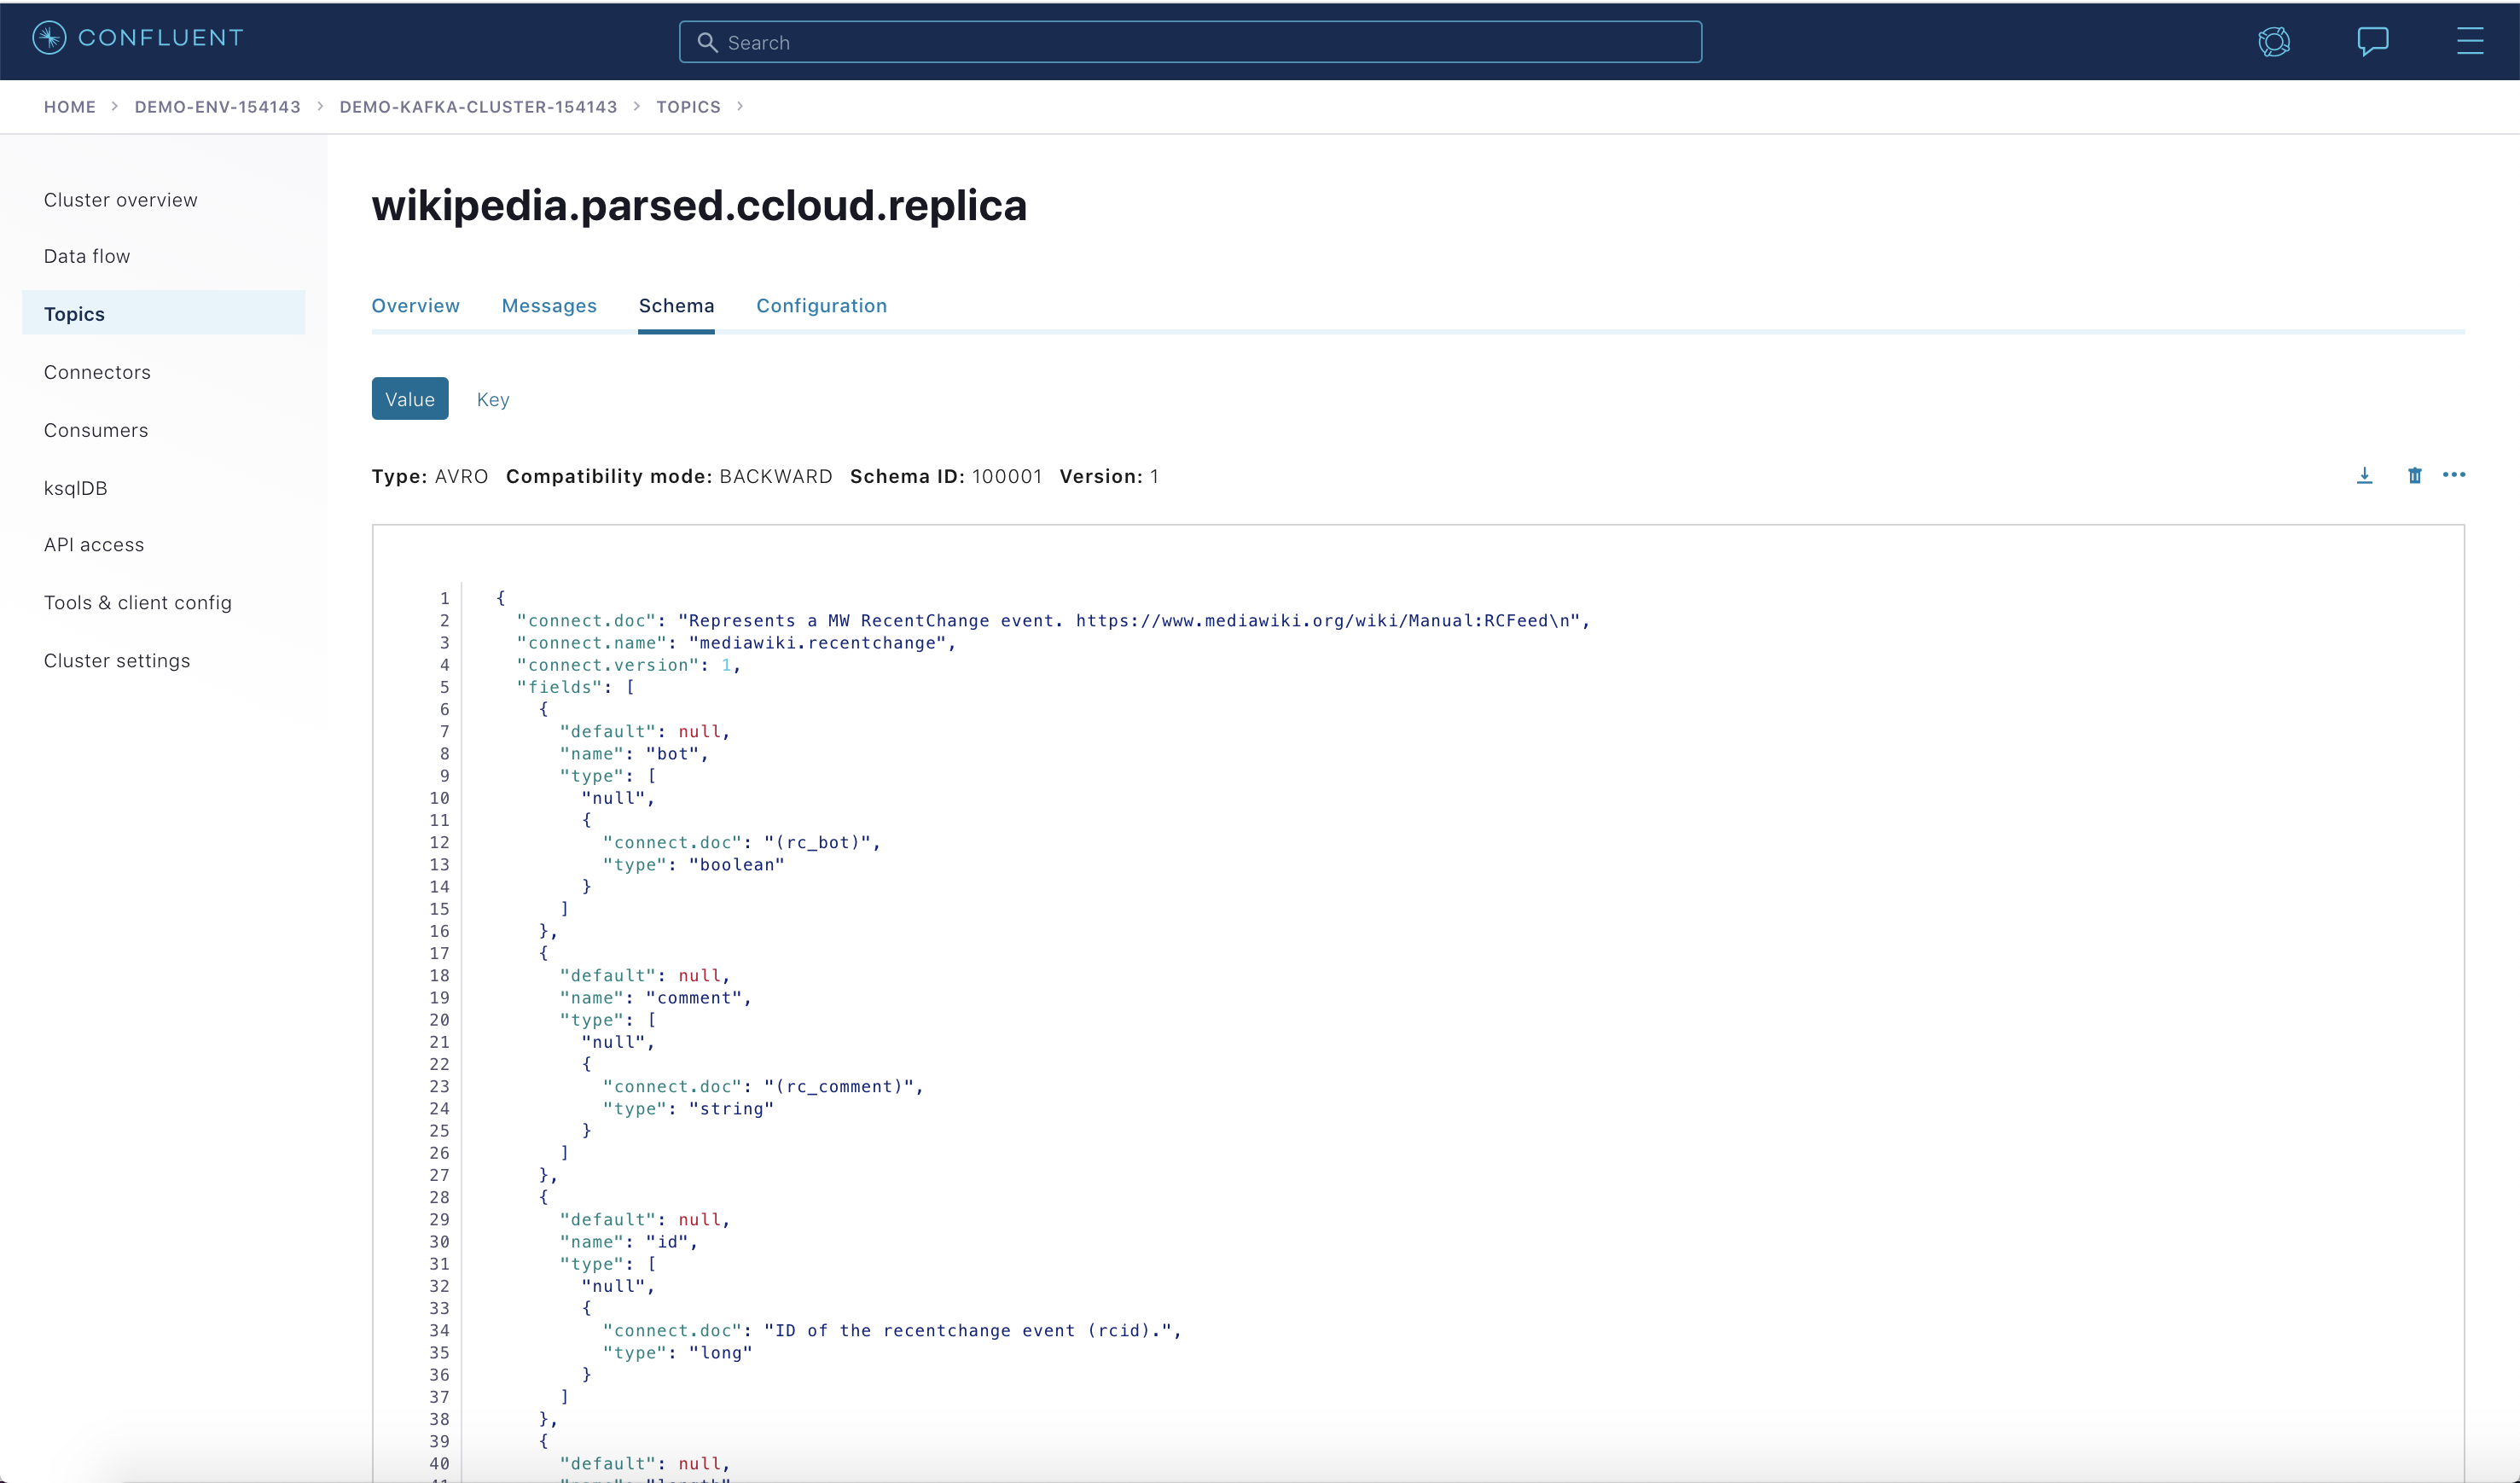 CONFLUENT
Search
HOME > DEMO-ENV-154143 > DEMO-KAFKA-CLUSTER-154143 > TOPICS >
Cluster overview
Data flow
Topics
Connectors
Consumers
ksqlDB
API access
Tools & client config
Cluster settings
wikipedia.parsed.ccloud.replica
Overview Messages Schema Configuration
Value Key
Type: AVRO Compatibility mode: BACKWARD Schema ID: 100001 Version: 1
1 {
2 "connect.doc": "Represents a MW RecentChange event. https://www.mediawiki.org/wiki/Manual:RCFeed\n",
3 "connect.name": "mediawiki.recentchange",
4 "connect.version": 1,
5 "fields": [
6 {
7 "default": null,
8 "name": "bot",
9 "type": [
10 "null",
11 {
12 "connect.doc": "(rc_bot)",
13 "type": "boolean"
14 }
15 ]
16 },
17 {
18 "default": null,
19 "name": "comment",
20 "type": [
21 "null",
22 {
23 "connect.doc": "(rc_comment)",
24 "type": "string"
25 }
26 ]
27 },
28 {
29 "default": null,
30 "name": "id",
31 "type": [
32 "null",
33 {
34 "connect.doc": "ID of the recentchange event (rcid).",
35 "type": "long"
36 }
37 ]
38 },
39 {
40 "default": null,